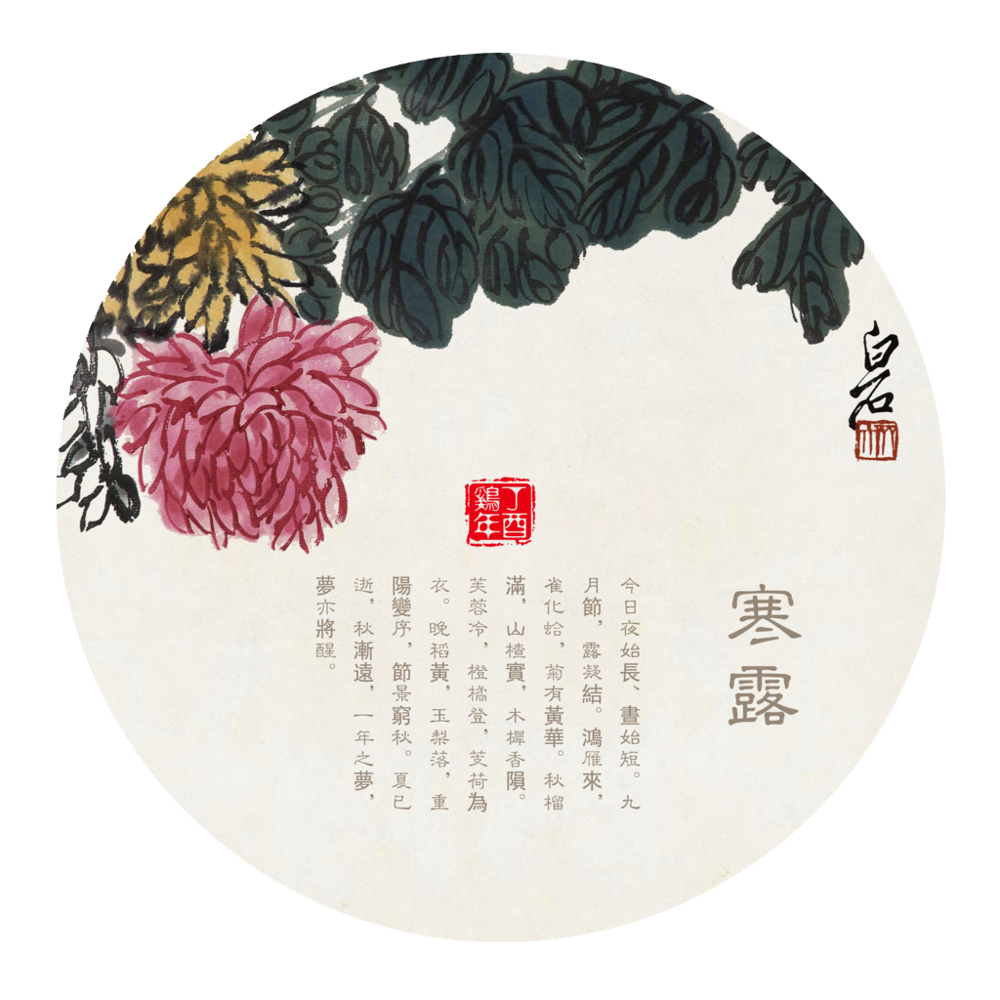 寒露
今日夜始長、晝始短。九
月節，露凝結。鴻雁來，
雀化蛤，菊有黃華。秋榴
滿，山楂實，木樨香隕。
芙蓉冷，橙橘登，芰荷為
衣。晚稻黃，玉梨落，重
陽變序，節景窮秋。夏已
逝，秋漸遠，一年之夢，
夢亦將醒。
丁酉
鷄年
白石